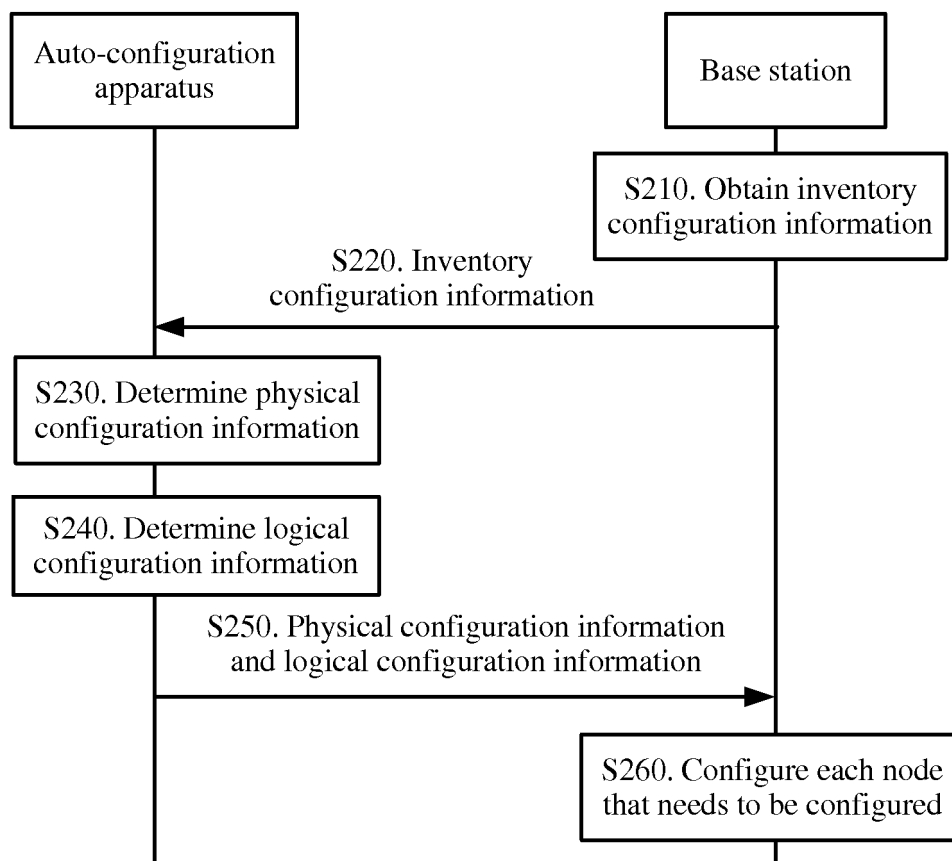 Auto-configuration
apparatus
Base station
S210. Obtain inventory
configuration information
S220. Inventory
configuration information
S230. Determine physical
configuration information
S240. Determine logical
configuration information
S250. Physical configuration information
and logical configuration information
S260. Configure each node
that needs to be configured